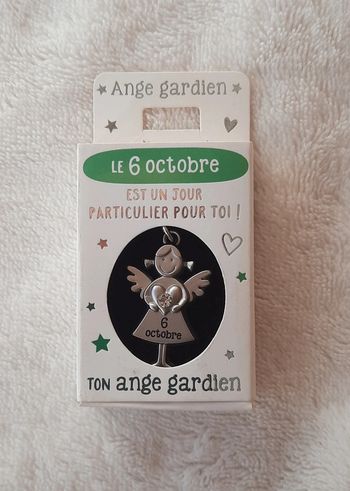 Ange gardien
LE 6 octobre
EST UN JOUR
PARTICULIER POUR TOI !
6
octobre
TON ange gardien